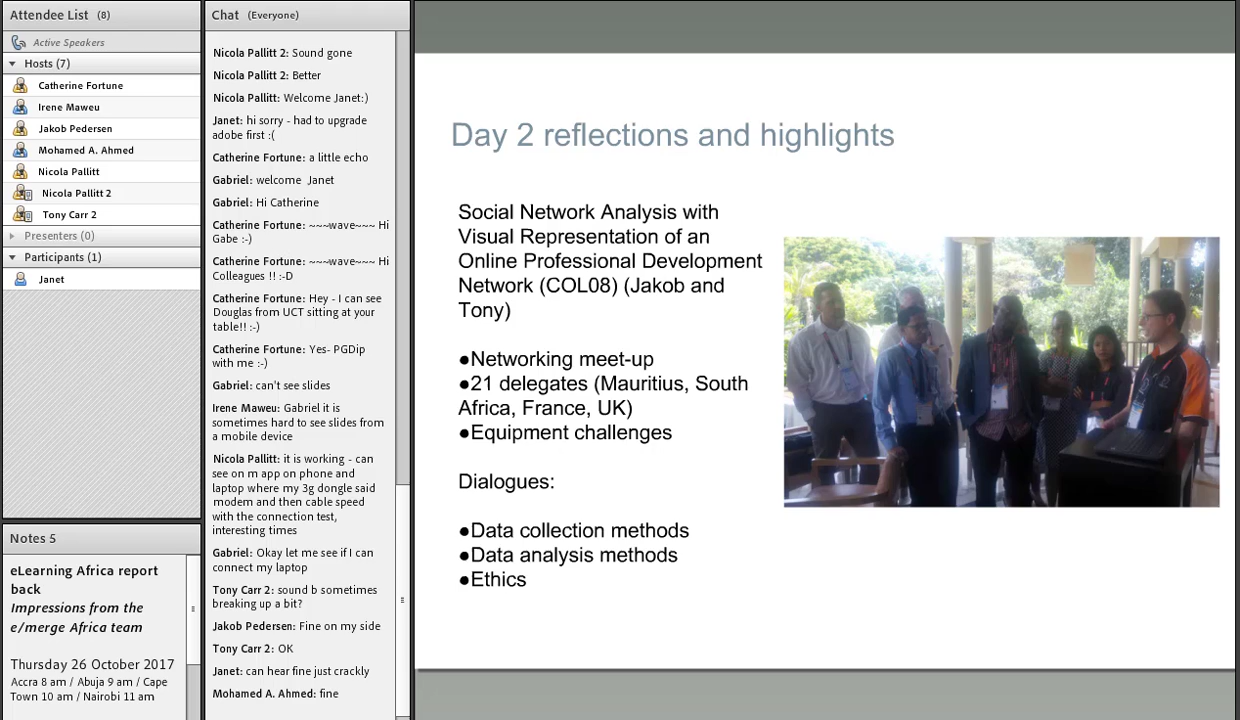 Attendee List (8)
Active Speakers
Hosts (7)
Catherine Fortune
Irene Maweu
Jakob Pedersen
Mohamed A. Ahmed
Nicola Pallitt
Nicola Pallitt 2
Tony Carr 2
Presenters (0)
Participants (1)
Janet
Notes 5
eLearning Africa report
back
Impressions from the
e/merge Africa team
Thursday 26 October 2017
Accra 8 am / Abuja 9 am / Cape
Town 10 am / Nairobi 11 am
Chat (Everyone)
Nicola Pallitt 2: Sound gone
Nicola Pallitt 2: Better
Nicola Pallitt: Welcome Janet:)
Janet: hi sorry - had to upgrade
adobe first :(
Catherine Fortune: a little echo
Gabriel: welcome Janet
Gabriel: Hi Catherine
Catherine Fortune: ~~~wave~~~ Hi
Gabe :-)
Catherine Fortune: ~~~wave~~~ Hi
Colleagues !! :-D
Catherine Fortune: Hey - I can see
Douglas from UCT sitting at your
table!! :-)
Catherine Fortune: Yes- PGDip
with me :-)
Gabriel: can't see slides
Irene Maweu: Gabriel it is
sometimes hard to see slides from
a mobile device
Nicola Pallitt: it is working - can
see on m app on phone and
laptop where my 3g dongle said
modem and then cable speed
with the connection test,
interesting times
Gabriel: Okay let me see if I can
connect my laptop
Tony Carr 2: sound b sometimes
breaking up a bit?
Jakob Pedersen: Fine on my side
Tony Carr 2: OK
Janet: can hear fine just crackly
Mohamed A. Ahmed: fine
Day 2 reflections and highlights
Social Network Analysis with
Visual Representation of an
Online Professional Development
Network (COL08) (Jakob and
Tony)
●Networking meet-up
●21 delegates (Mauritius, South
Africa, France, UK)
●Equipment challenges
Dialogues:
●Data collection methods
●Data analysis methods
●Ethics